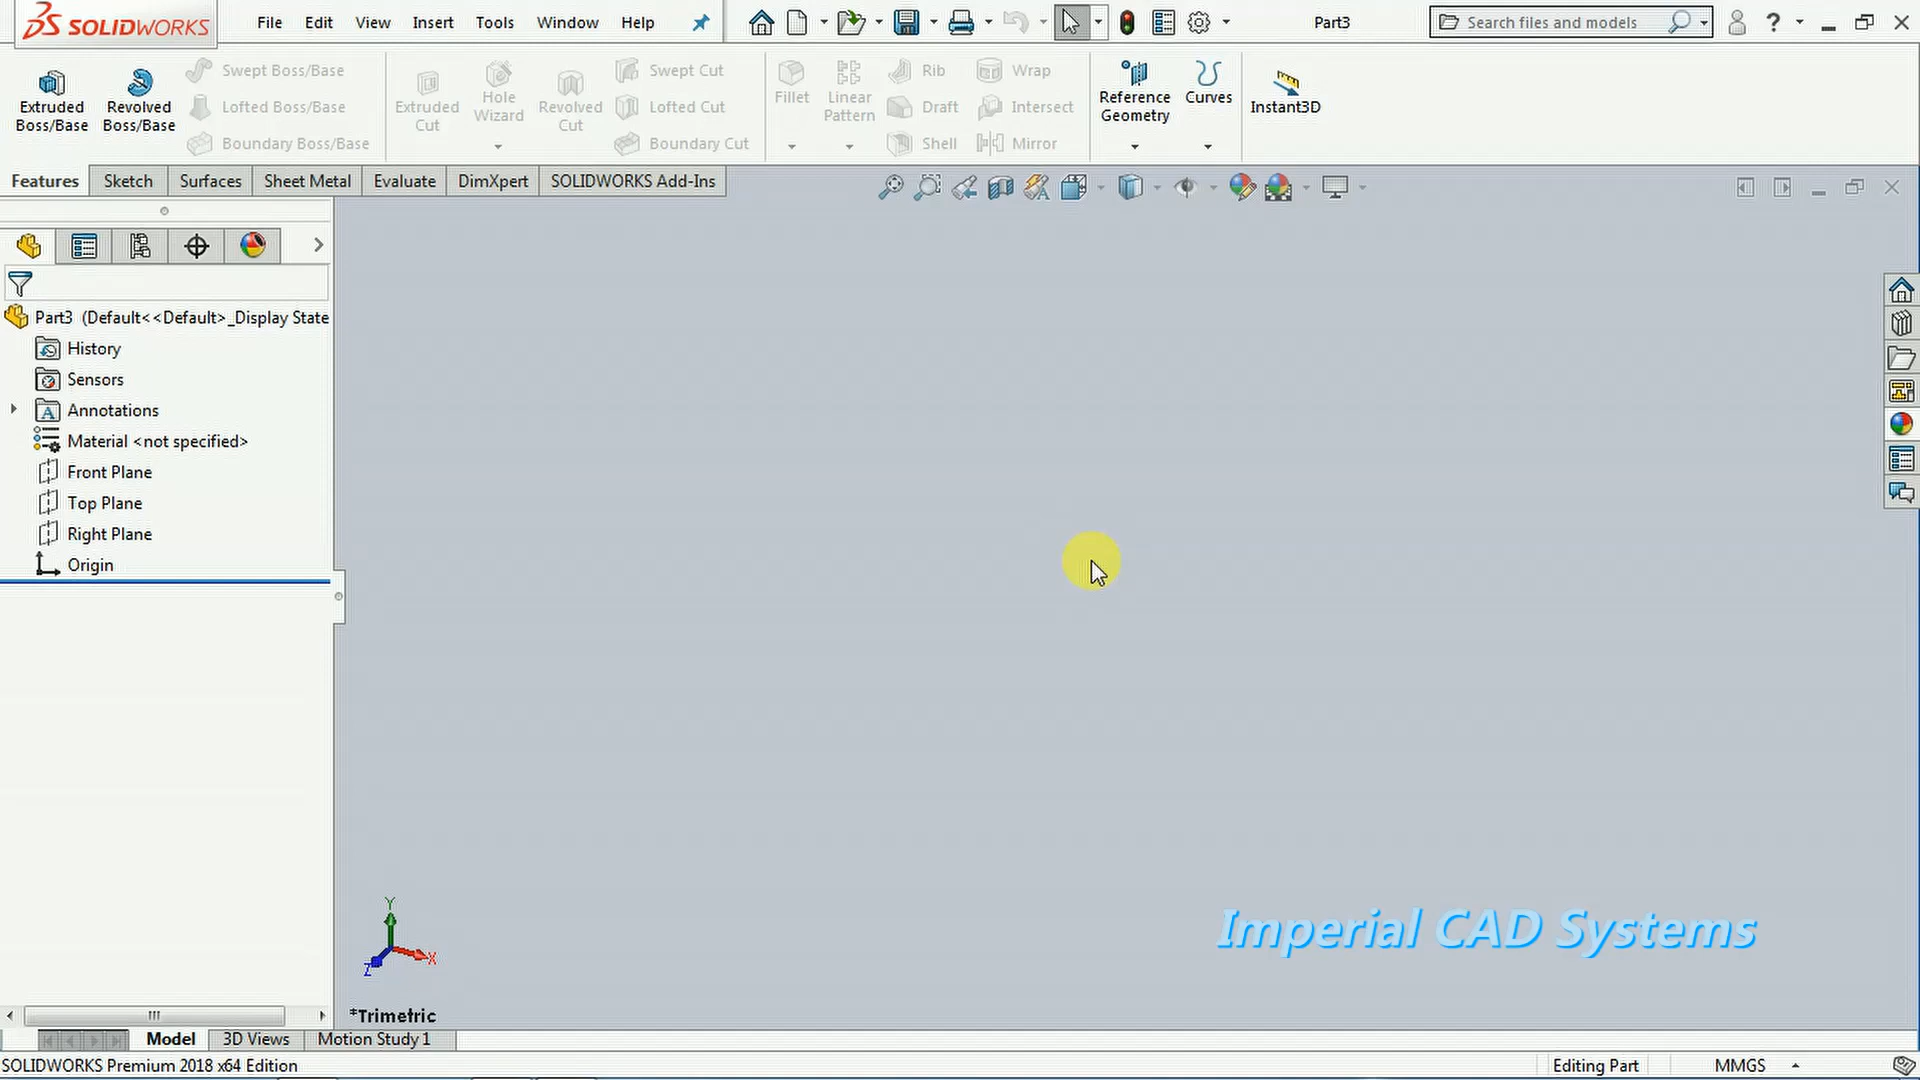 SOLIDWORKS
File Edit View Insert Tools Window Help
Part3
Search files and models
?
Extruded Boss/Base
Revolved Boss/Base
Swept Boss/Base
Lofted Boss/Base
Boundary Boss/Base
Extruded Cut
Hole Wizard
Revolved Cut
Swept Cut
Lofted Cut
Boundary Cut
Fillet
Linear Pattern
Rib
Draft
Shell
Wrap
Intersect
Mirror
Reference Geometry
Curves
Instant3D
Features Sketch Surfaces Sheet Metal Evaluate DimXpert SOLIDWORKS Add-Ins
Part3 (Default<<Default>_Display State
History
Sensors
A Annotations
Material <not specified>
Front Plane
Top Plane
Right Plane
Origin
Y
X
Z
*Trimetric
Imperial CAD Systems
Model 3D Views Motion Study 1
SOLIDWORKS Premium 2018 x64 Edition
Editing Part MMGS